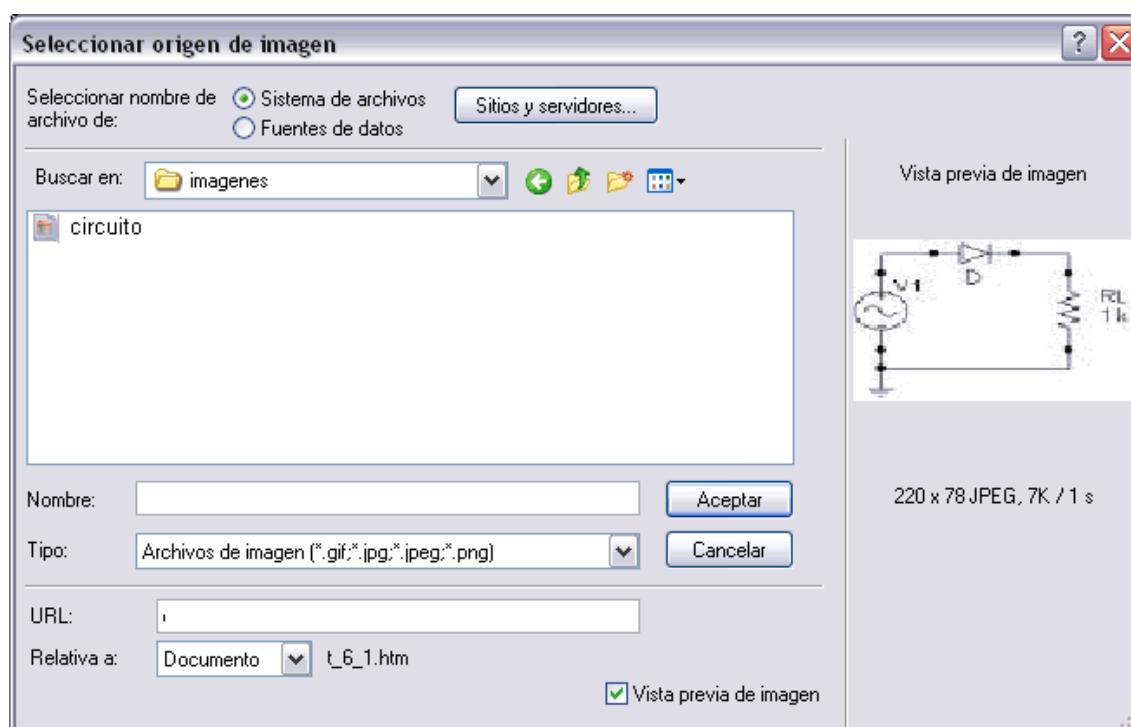 Seleccionar origen de imagen
Seleccionar nombre de archivo de:
Sistema de archivos
Fuentes de datos
Sitios y servidores...
Buscar en:
imagenes
Vista previa de imagen
circuito
D
V1
RL
1 k
Nombre:
Aceptar
220 x 78 JPEG, 7K / 1 s
Tipo:
Archivos de imagen (*.gif;*.jpg;*.jpeg;*.png)
Cancelar
URL:
Relativa a:
Documento
t_6_1.htm
Vista previa de imagen